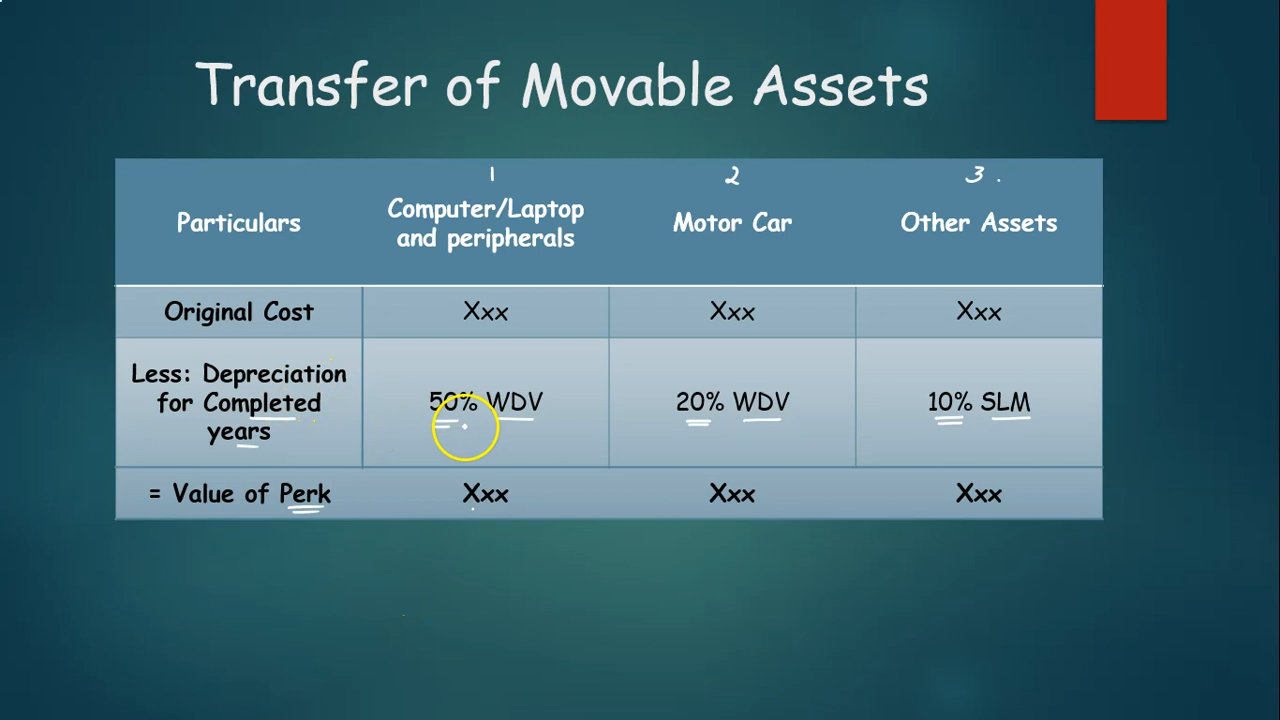 Transfer of Movable Assets
1 2 3.
Particulars
Computer/Laptop
and peripherals
Motor Car
Other Assets
Original Cost Xxx Xxx Xxx
Less: Depreciation
for Completed
years
50% WDV 20% WDV 10% SLM
= Value of Perk Xxx Xxx Xxx